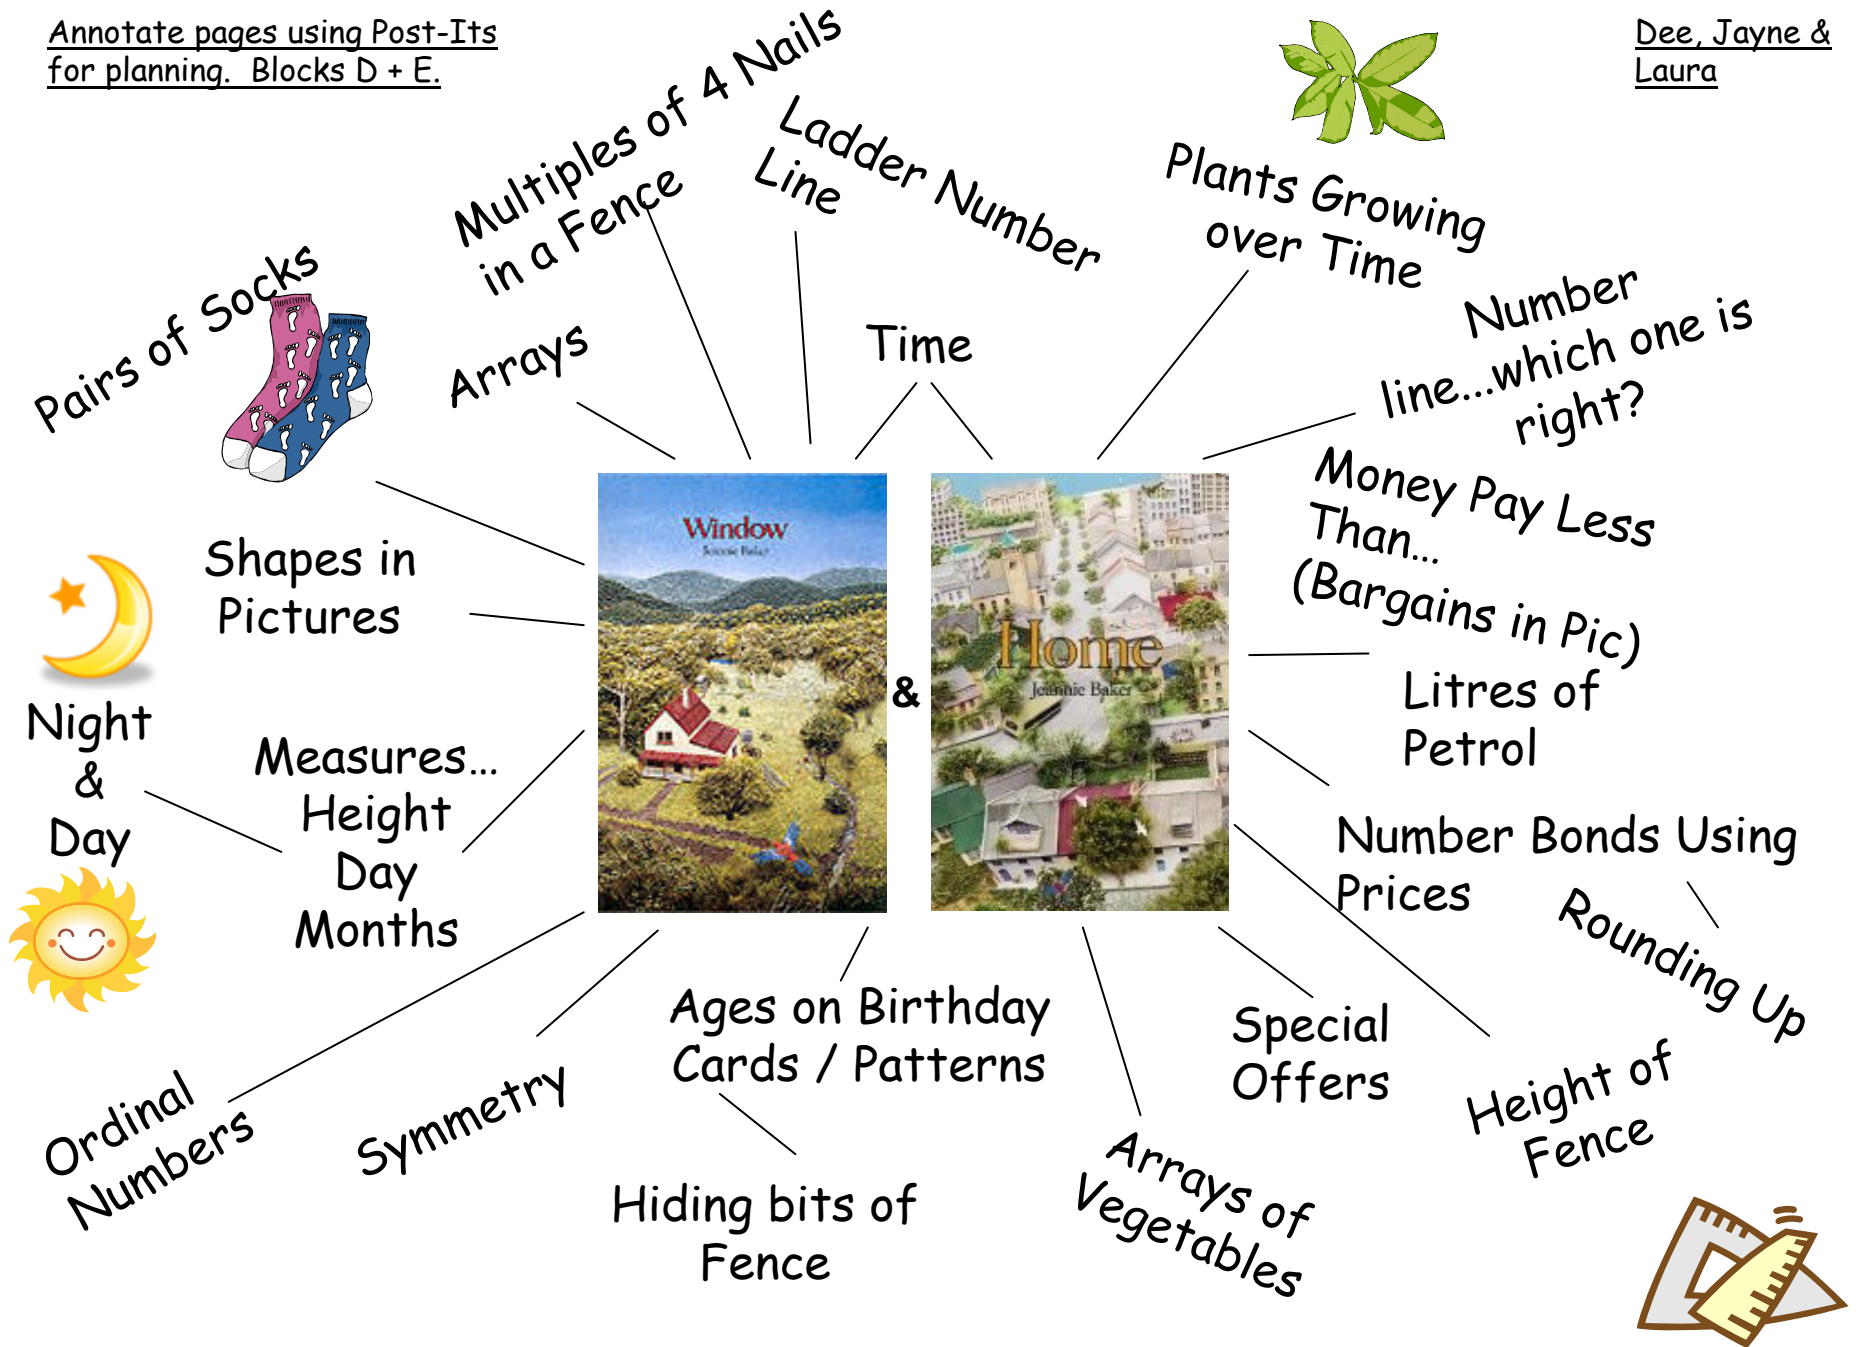 Annotate pages using Post-Its
for planning.  Blocks D + E.
Dee, Jayne &
Laura
Multiples of 4 Nails
in a Fence
Ladder Number
Line
Plants Growing
over Time
Pairs of Socks
Arrays
Time
Number
line...which one is
right?
Money Pay Less
Than...
(Bargains in Pic)
Window
Jeannie Baker
&
Home
Jeannie Baker
Shapes in
Pictures
Litres of
Petrol
Night
&
Day
Measures...
Height
Day
Months
Number Bonds Using
Prices
Rounding Up
Ages on Birthday
Cards / Patterns
Special
Offers
Height of
Fence
Ordinal
Numbers
Symmetry
Hiding bits of
Fence
Arrays of
Vegetables